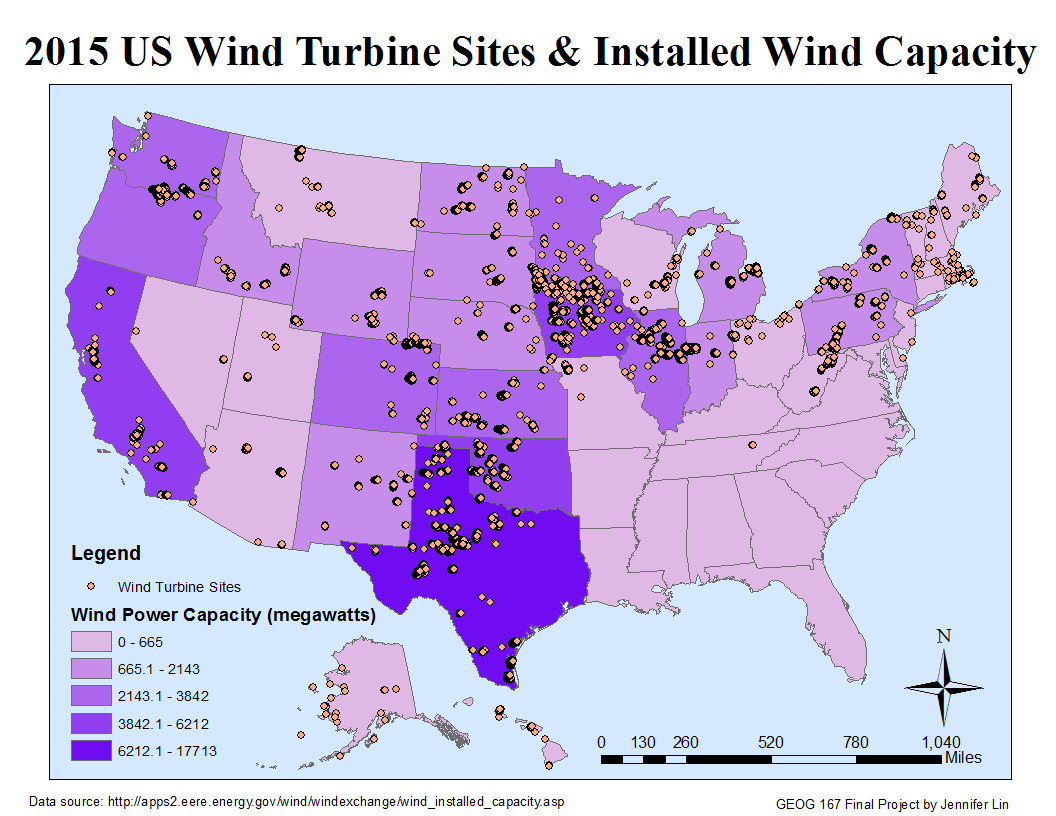 2015 US Wind Turbine Sites & Installed Wind Capacity
Legend
Wind Turbine Sites
Wind Power Capacity (megawatts)
0 - 665
665.1 - 2143
2143.1 - 3842
3842.1 - 6212
6212.1 - 17713
N
0 130 260 520 780 1,040
Miles
Data source: http://apps2.eere.energy.gov/wind/windexchange/wind_installed_capacity.asp
GEOG 167 Final Project by Jennifer Lin